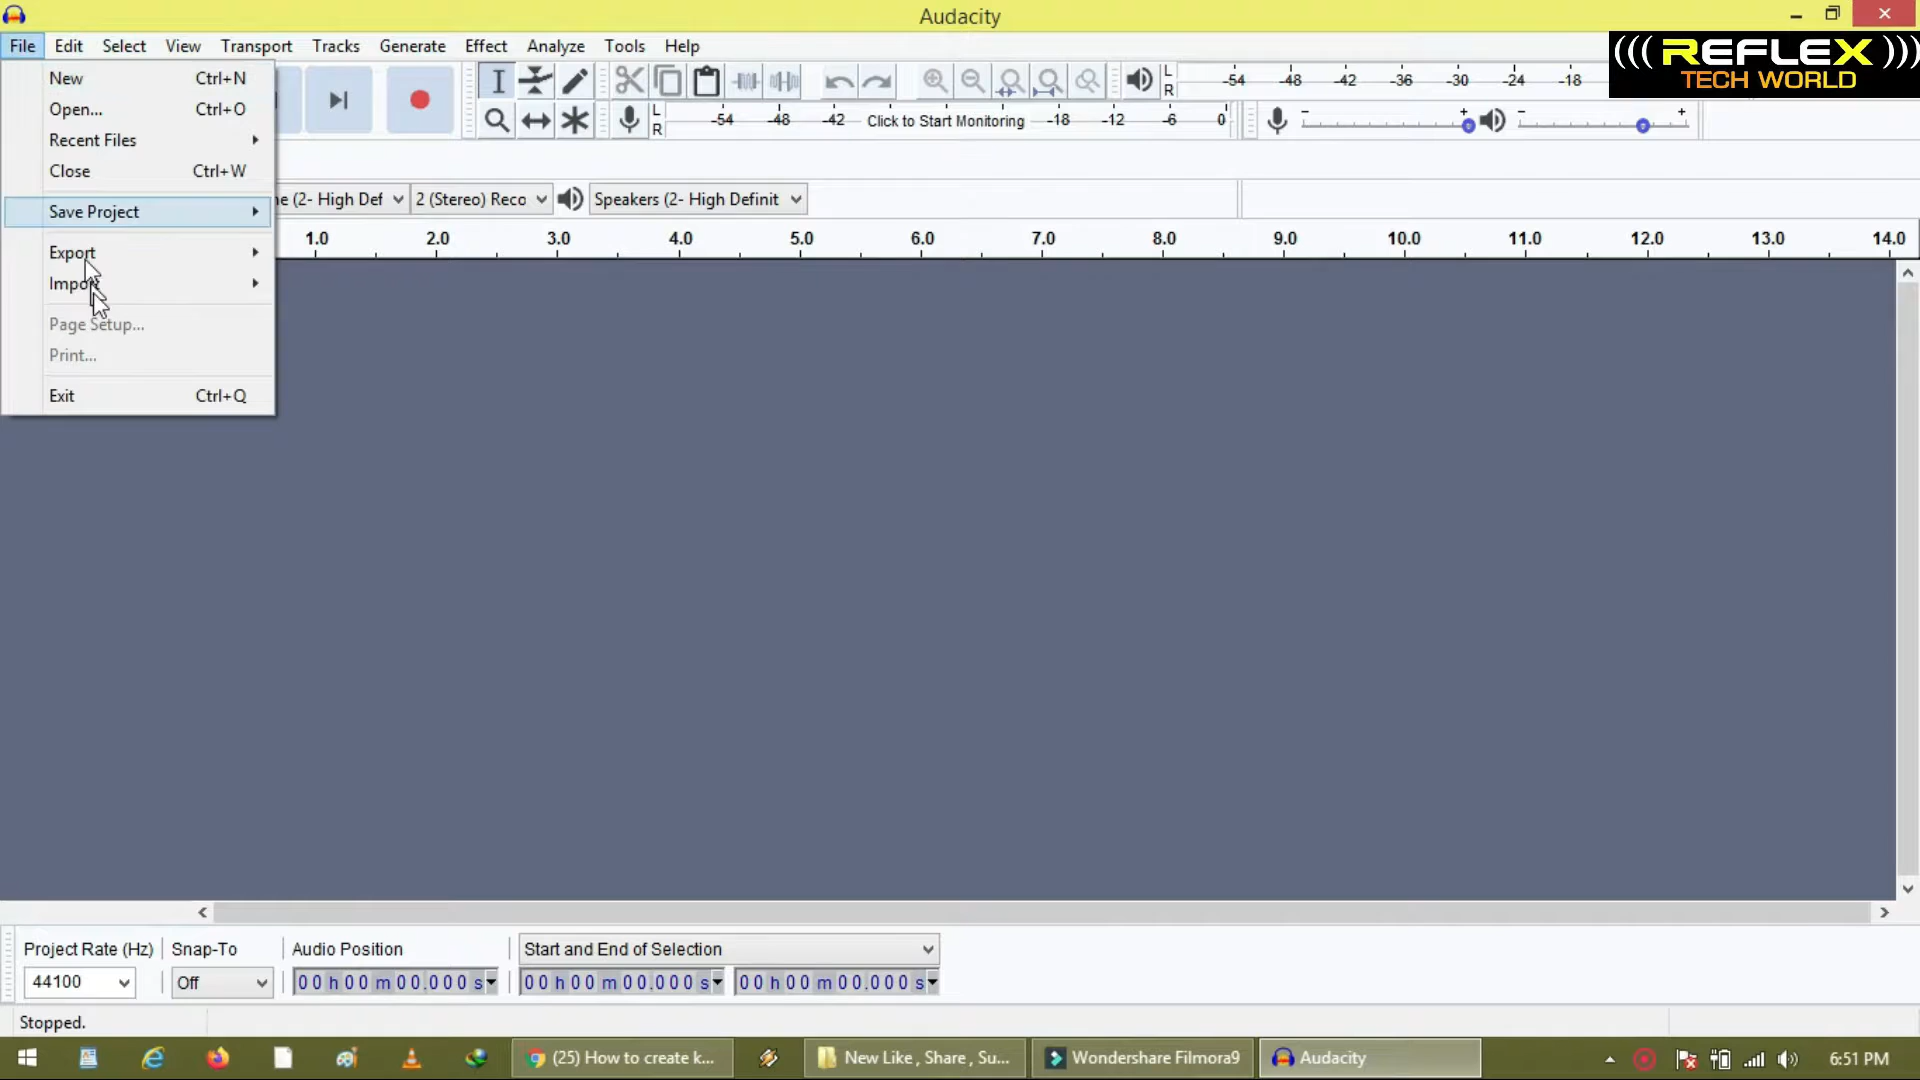 Audacity
File Edit Select View Transport Tracks Generate Effect Analyze Tools Help
((( REFLEX )))
TECH WORLD
New Ctrl+N
Open... Ctrl+O
Recent Files
Close Ctrl+W
Save Project
Export
Import
Page Setup...
Print...
Exit Ctrl+Q
L -54 -48 -42 -36 -30 -24 -18
R
L -54 -48 -42 Click to Start Monitoring -18 -12 -6 0
R
- + - +
ne (2- High Def 2 (Stereo) Reco Speakers (2- High Definit
1.0 2.0 3.0 4.0 5.0 6.0 7.0 8.0 9.0 10.0 11.0 12.0 13.0 14.0
Project Rate (Hz) Snap-To Audio Position Start and End of Selection
44100 Off 00 h 00 m 00.000 s 00 h 00 m 00.000 s 00 h 00 m 00.000 s
Stopped.
(25) How to create k... New Like , Share , Su... Wondershare Filmora9 Audacity 6:51 PM